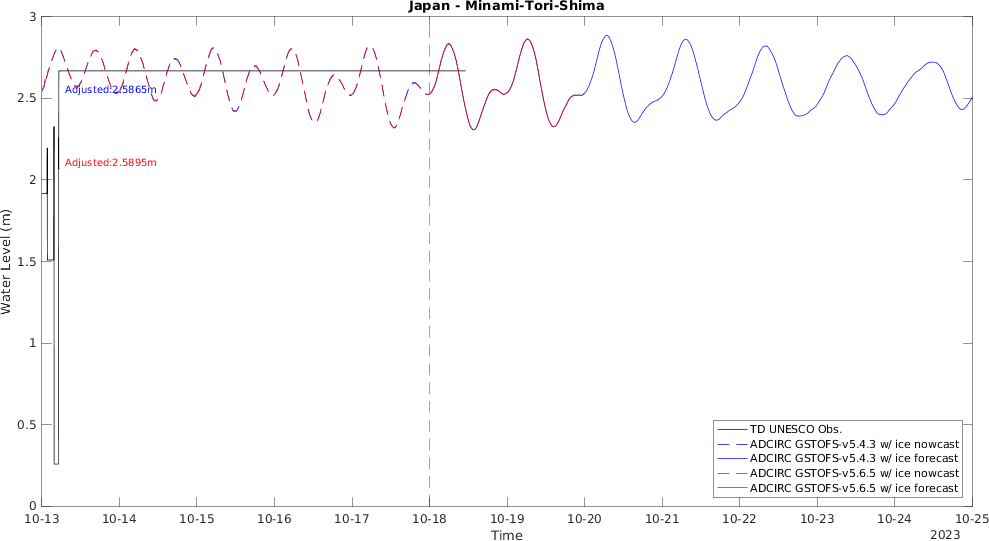 Japan - Minami-Tori-Shima
3
2.5
2
1.5
1
0.5
0
Water Level (m)
Adjusted:2.5865m
Adjusted:2.5895m
TD UNESCO Obs.
ADCIRC GSTOFS-v5.4.3 w/ ice nowcast
ADCIRC GSTOFS-v5.4.3 w/ ice forecast
ADCIRC GSTOFS-v5.6.5 w/ ice nowcast
ADCIRC GSTOFS-v5.6.5 w/ ice forecast
10-13 10-14 10-15 10-16 10-17 10-18 10-19 10-20 10-21 10-22 10-23 10-24 10-25
Time
2023